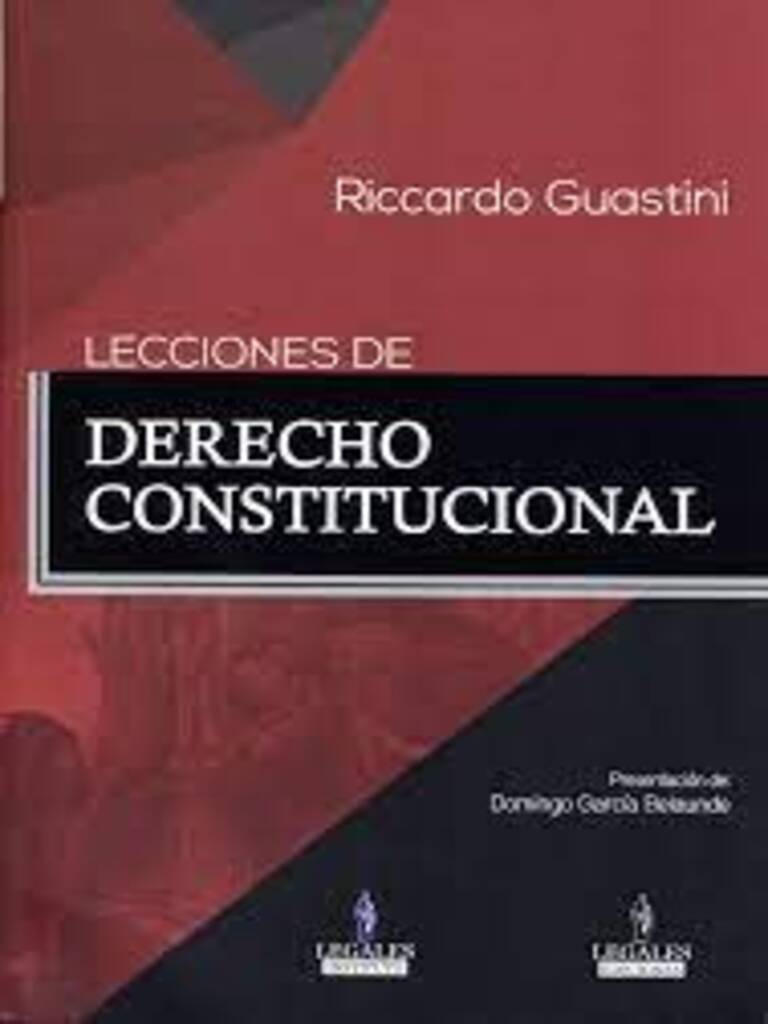 Riccardo Guastini
LECCIONES DE
DERECHO
CONSTITUCIONAL
Presentación de:
Domingo García Belaunde
LEGALES
LEGALES